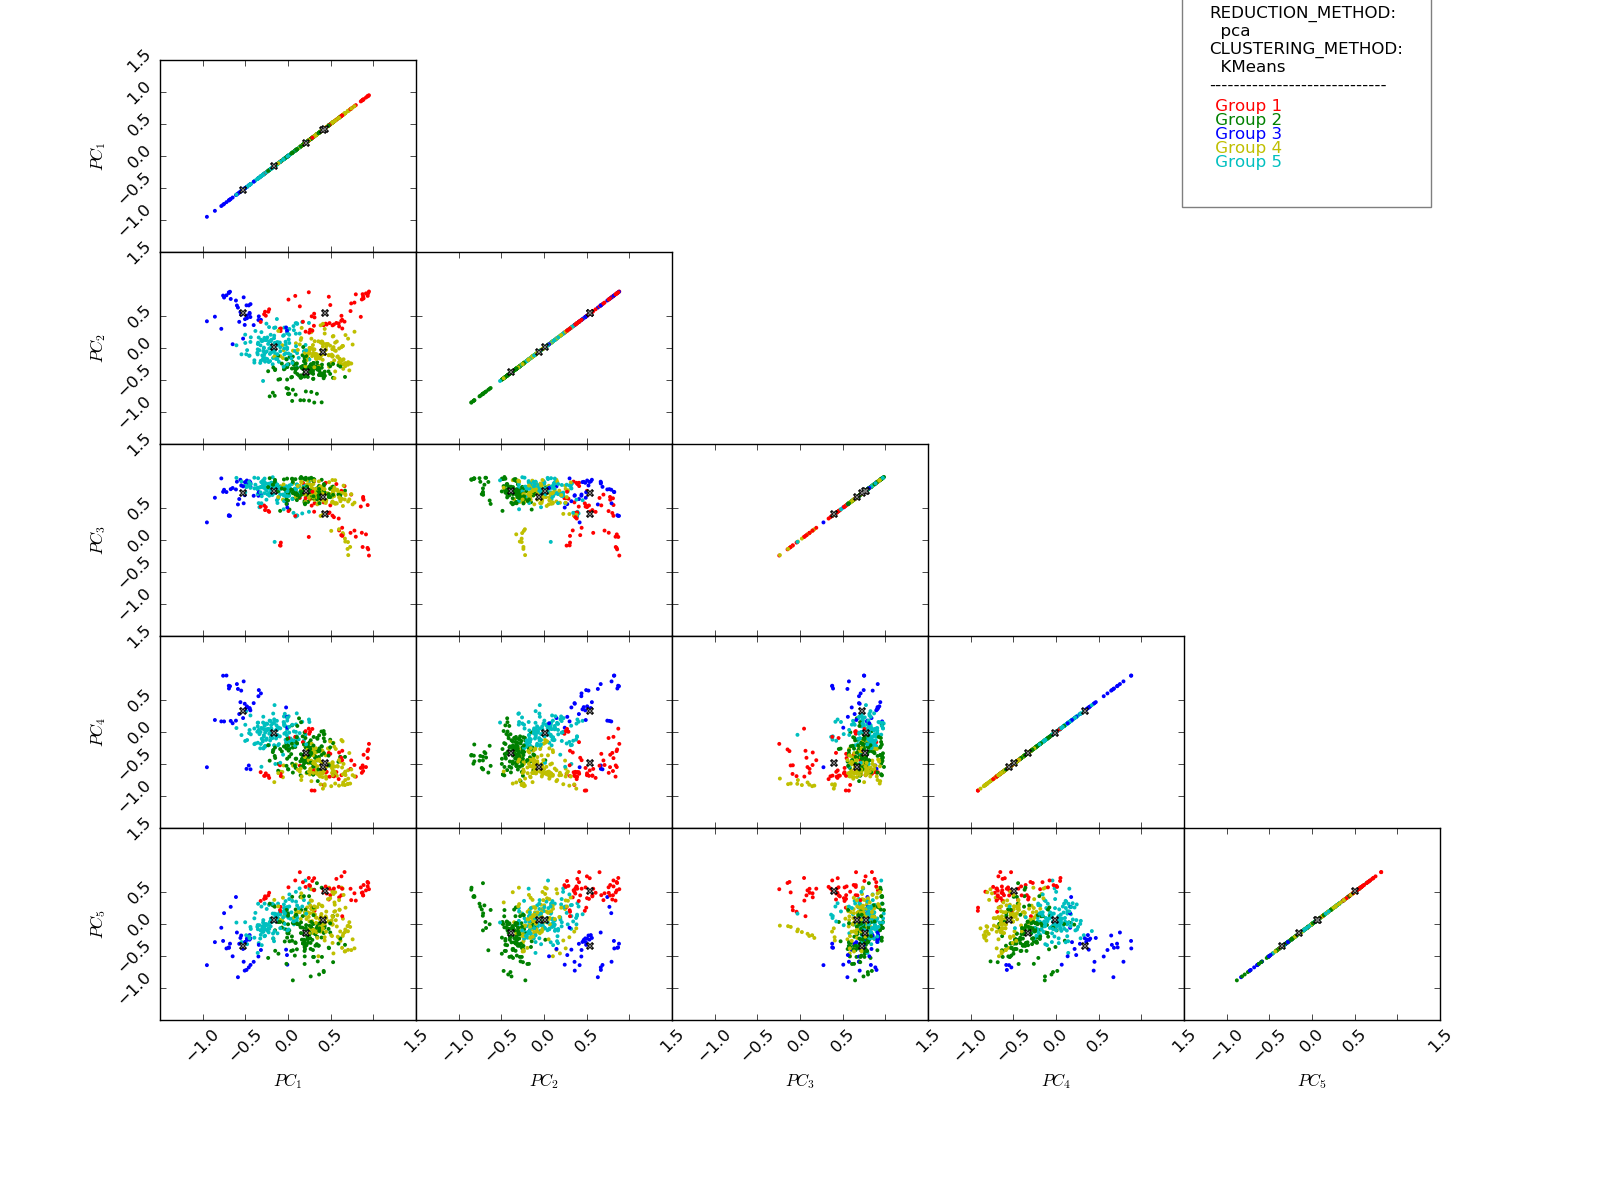 REDUCTION_METHOD:
pca
CLUSTERING_METHOD:
KMeans
------------------------------
Group 1
Group 2
Group 3
Group 4
Group 5
1.5
1.0
0.5
0.0
−0.5
−1.0
PC1
1.5
0.5
0.0
−0.5
−1.0
PC2
1.5
0.5
0.0
−0.5
−1.0
PC3
1.5
0.5
0.0
−0.5
−1.0
PC4
1.5
0.5
0.0
−0.5
−1.0
PC5
−1.0 −0.5 0.0 0.5 1.5 −1.0 −0.5 0.0 0.5 1.5 −1.0 −0.5 0.0 0.5 1.5 −1.0 −0.5 0.0 0.5 1.5 −1.0 −0.5 0.0 0.5 1.5
PC1 PC2 PC3 PC4 PC5